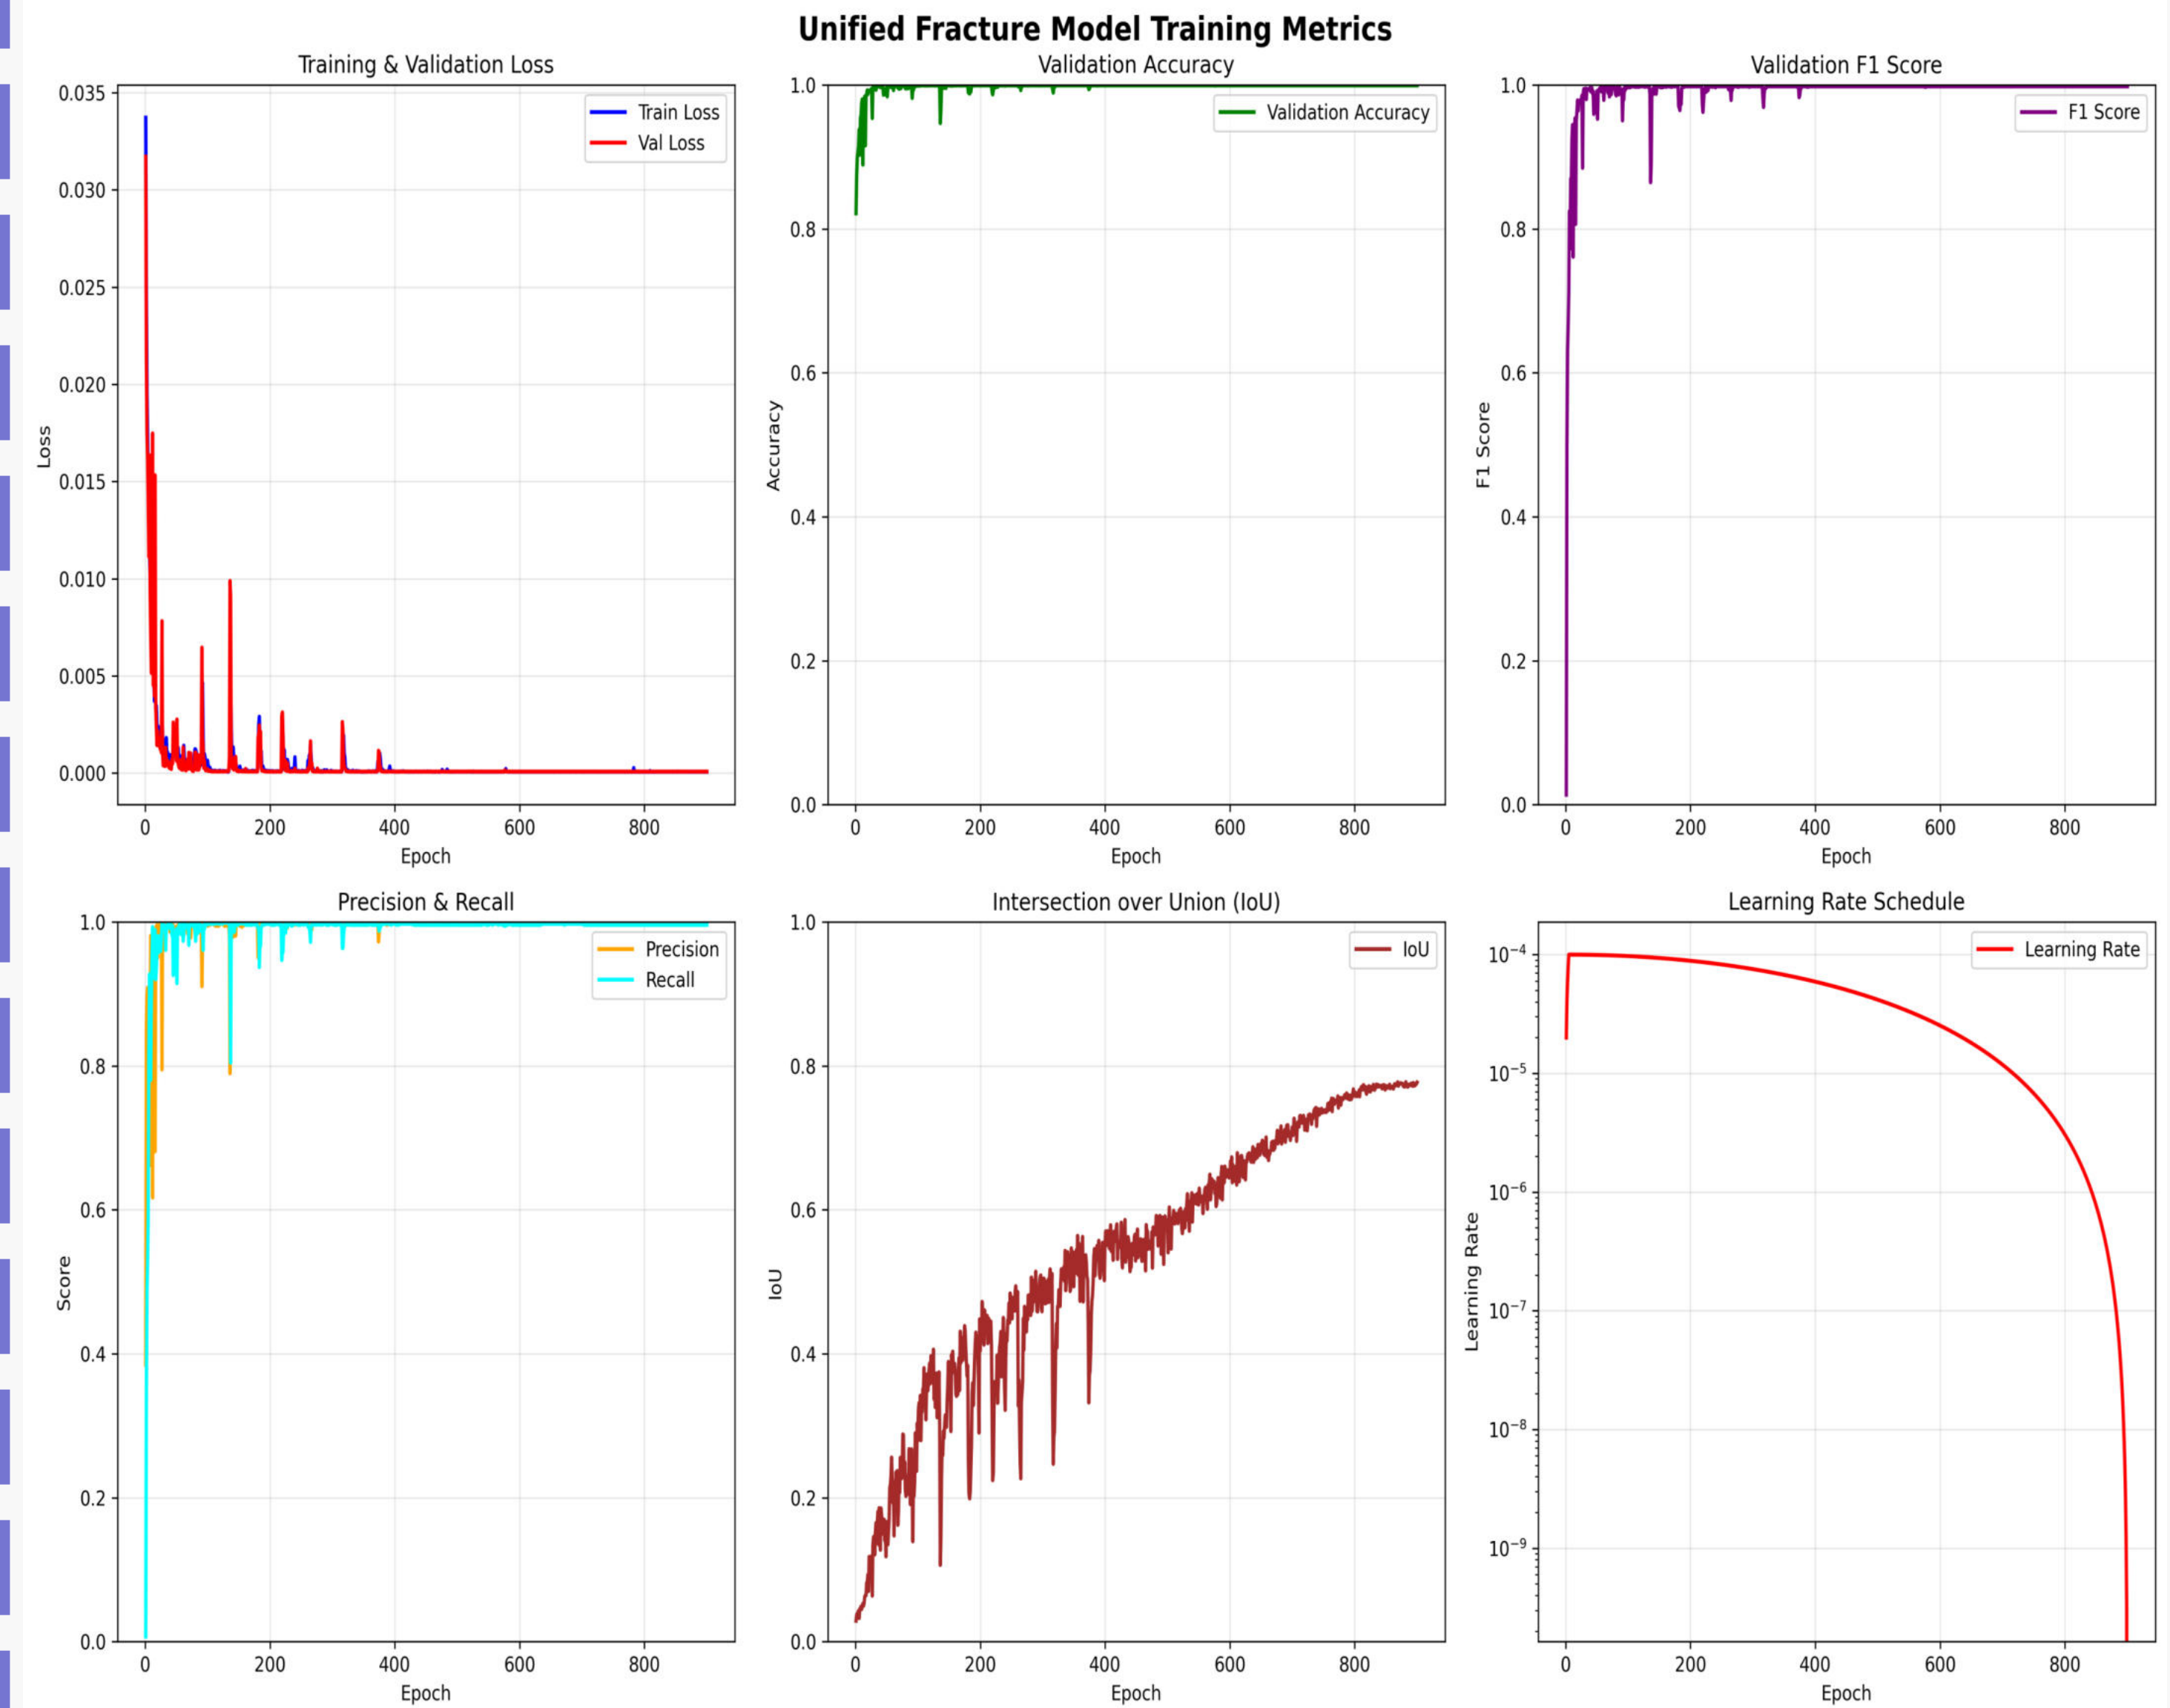 Unified Fracture Model Training Metrics
Training & Validation Loss
0.035
0.030
0.025
0.020
0.015
0.010
0.005
0.000
Loss
Train Loss
Val Loss
0 200 400 600 800
Epoch
Validation Accuracy
1.0
0.8
0.6
0.4
0.2
0.0
Accuracy
Validation Accuracy
0 200 400 600 800
Epoch
Validation F1 Score
1.0
0.8
0.6
0.4
0.2
0.0
F1 Score
F1 Score
0 200 400 600 800
Epoch
Precision & Recall
1.0
0.8
0.6
0.4
0.2
0.0
Score
Precision
Recall
0 200 400 600 800
Epoch
Intersection over Union (IoU)
1.0
0.8
0.6
0.4
0.2
0.0
IoU
IoU
0 200 400 600 800
Epoch
Learning Rate Schedule
10⁻⁴
10⁻⁵
10⁻⁶
10⁻⁷
10⁻⁸
10⁻⁹
Learning Rate
Learning Rate
0 200 400 600 800
Epoch